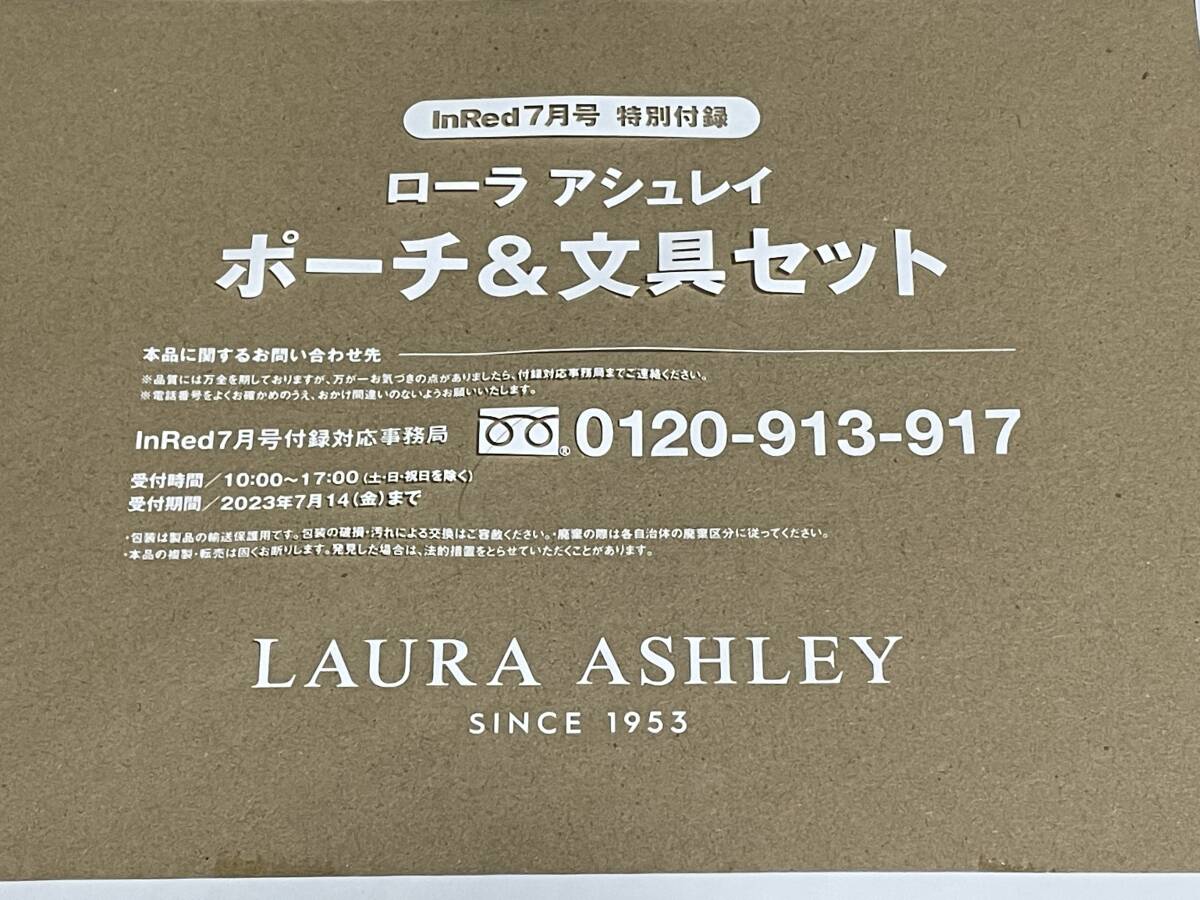 InRed7月号 特別付録
ローラ アシュレイ
ポーチ&文具セット
本品に関するお問い合わせ先
※品質には万全を期しておりますが、万が一お気づきの点がありましたら、付録対応事務局までご連絡ください。
※電話番号をよくお確かめのうえ、おかけ間違いのないようお願いいたします。
InRed7月号付録対応事務局 ®0120-913-917
受付時間/10:00~17:00(土・日・祝日を除く)
受付期間/2023年7月14(金)まで
・包装は製品の輸送保護用です。包装の破損・汚れによる交換はご容赦ください。・廃棄の際は各自治体の廃棄区分に従ってください。
・本品の複製・転売は固くお断りします。発見した場合は、法的措置をとらせていただくことがあります。
LAURA ASHLEY
SINCE 1953